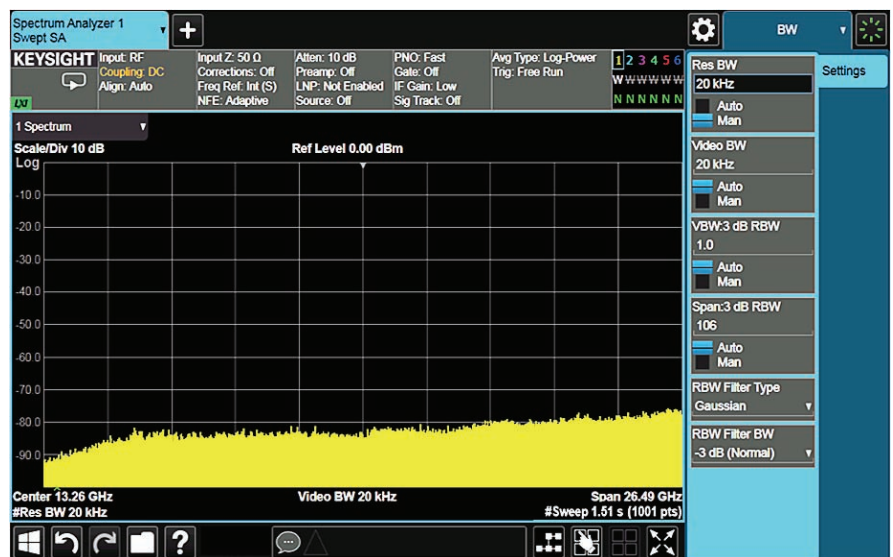 Spectrum Analyzer 1
Swept SA
+
BW
KEYSIGHT
Input: RF
Coupling: DC
Align: Auto
Input Z: 50 Ω
Corrections: Off
Freq Ref: Int (S)
NFE: Adaptive
Atten: 10 dB
Preamp: Off
LNP: Not Enabled
Source: Off
PNO: Fast
Gate: Off
IF Gain: Low
Sig Track: Off
Avg Type: Log-Power
Trig: Free Run
1 2 3 4 5 6
W W W W W W
N N N N N N
LXI
1 Spectrum
Scale/Div 10 dB
Ref Level 0.00 dBm
Log
-10.0
-20.0
-30.0
-40.0
-50.0
-60.0
-70.0
-80.0
-90.0
Center 13.26 GHz
#Res BW 20 kHz
Video BW 20 kHz
Span 26.49 GHz
#Sweep 1.51 s (1001 pts)
Res BW
20 kHz
Auto
Man
Video BW
20 kHz
Auto
Man
VBW:3 dB RBW
1.0
Auto
Man
Span:3 dB RBW
106
Auto
Man
RBW Filter Type
Gaussian
RBW Filter BW
-3 dB (Normal)
Settings
?